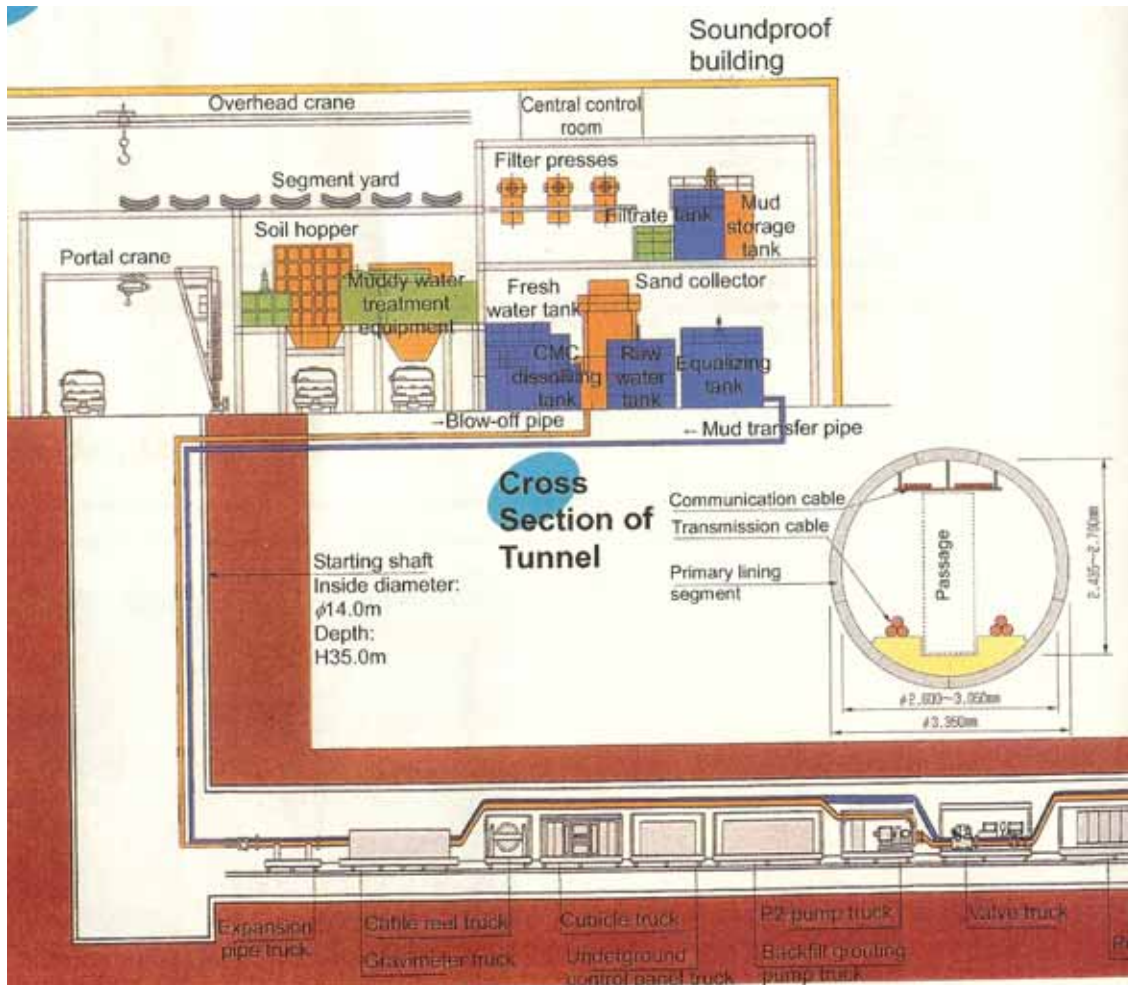 Soundproof
building
Overhead crane
Central control
room
Filter presses
Segment yard
Filtrate tank
Mud
storage
tank
Soil hopper
Portal crane
Muddy water
treatment
equipment
Fresh
water tank
Sand collector
CMC
dissolving
tank
Raw
water
tank
Equalizing
tank
→Blow-off pipe
← Mud transfer pipe
Cross
Section of
Tunnel
Communication cable
Transmission cable
Primary lining
segment
Passage
Starting shaft
Inside diameter:
ϕ14.0m
Depth:
H35.0m
Expansion
pipe truck
Cable reel truck
Gravimeter truck
Cubicle truck
Underground
control panel truck
P2 pump truck
Backfill grouting
pump truck
Valve truck